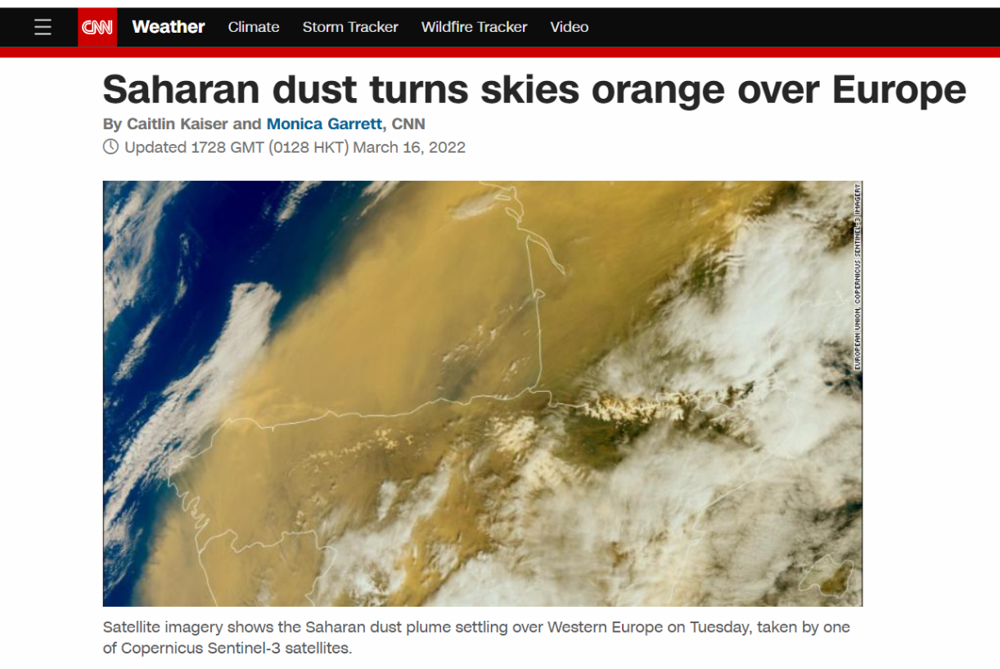 CNN Weather Climate Storm Tracker Wildfire Tracker Video
Saharan dust turns skies orange over Europe
By Caitlin Kaiser and Monica Garrett, CNN
Updated 1728 GMT (0128 HKT) March 16, 2022
EUROPEAN UNION, COPERNICUS SENTINEL-3 IMAGERY
Satellite imagery shows the Saharan dust plume settling over Western Europe on Tuesday, taken by one
of Copernicus Sentinel-3 satellites.